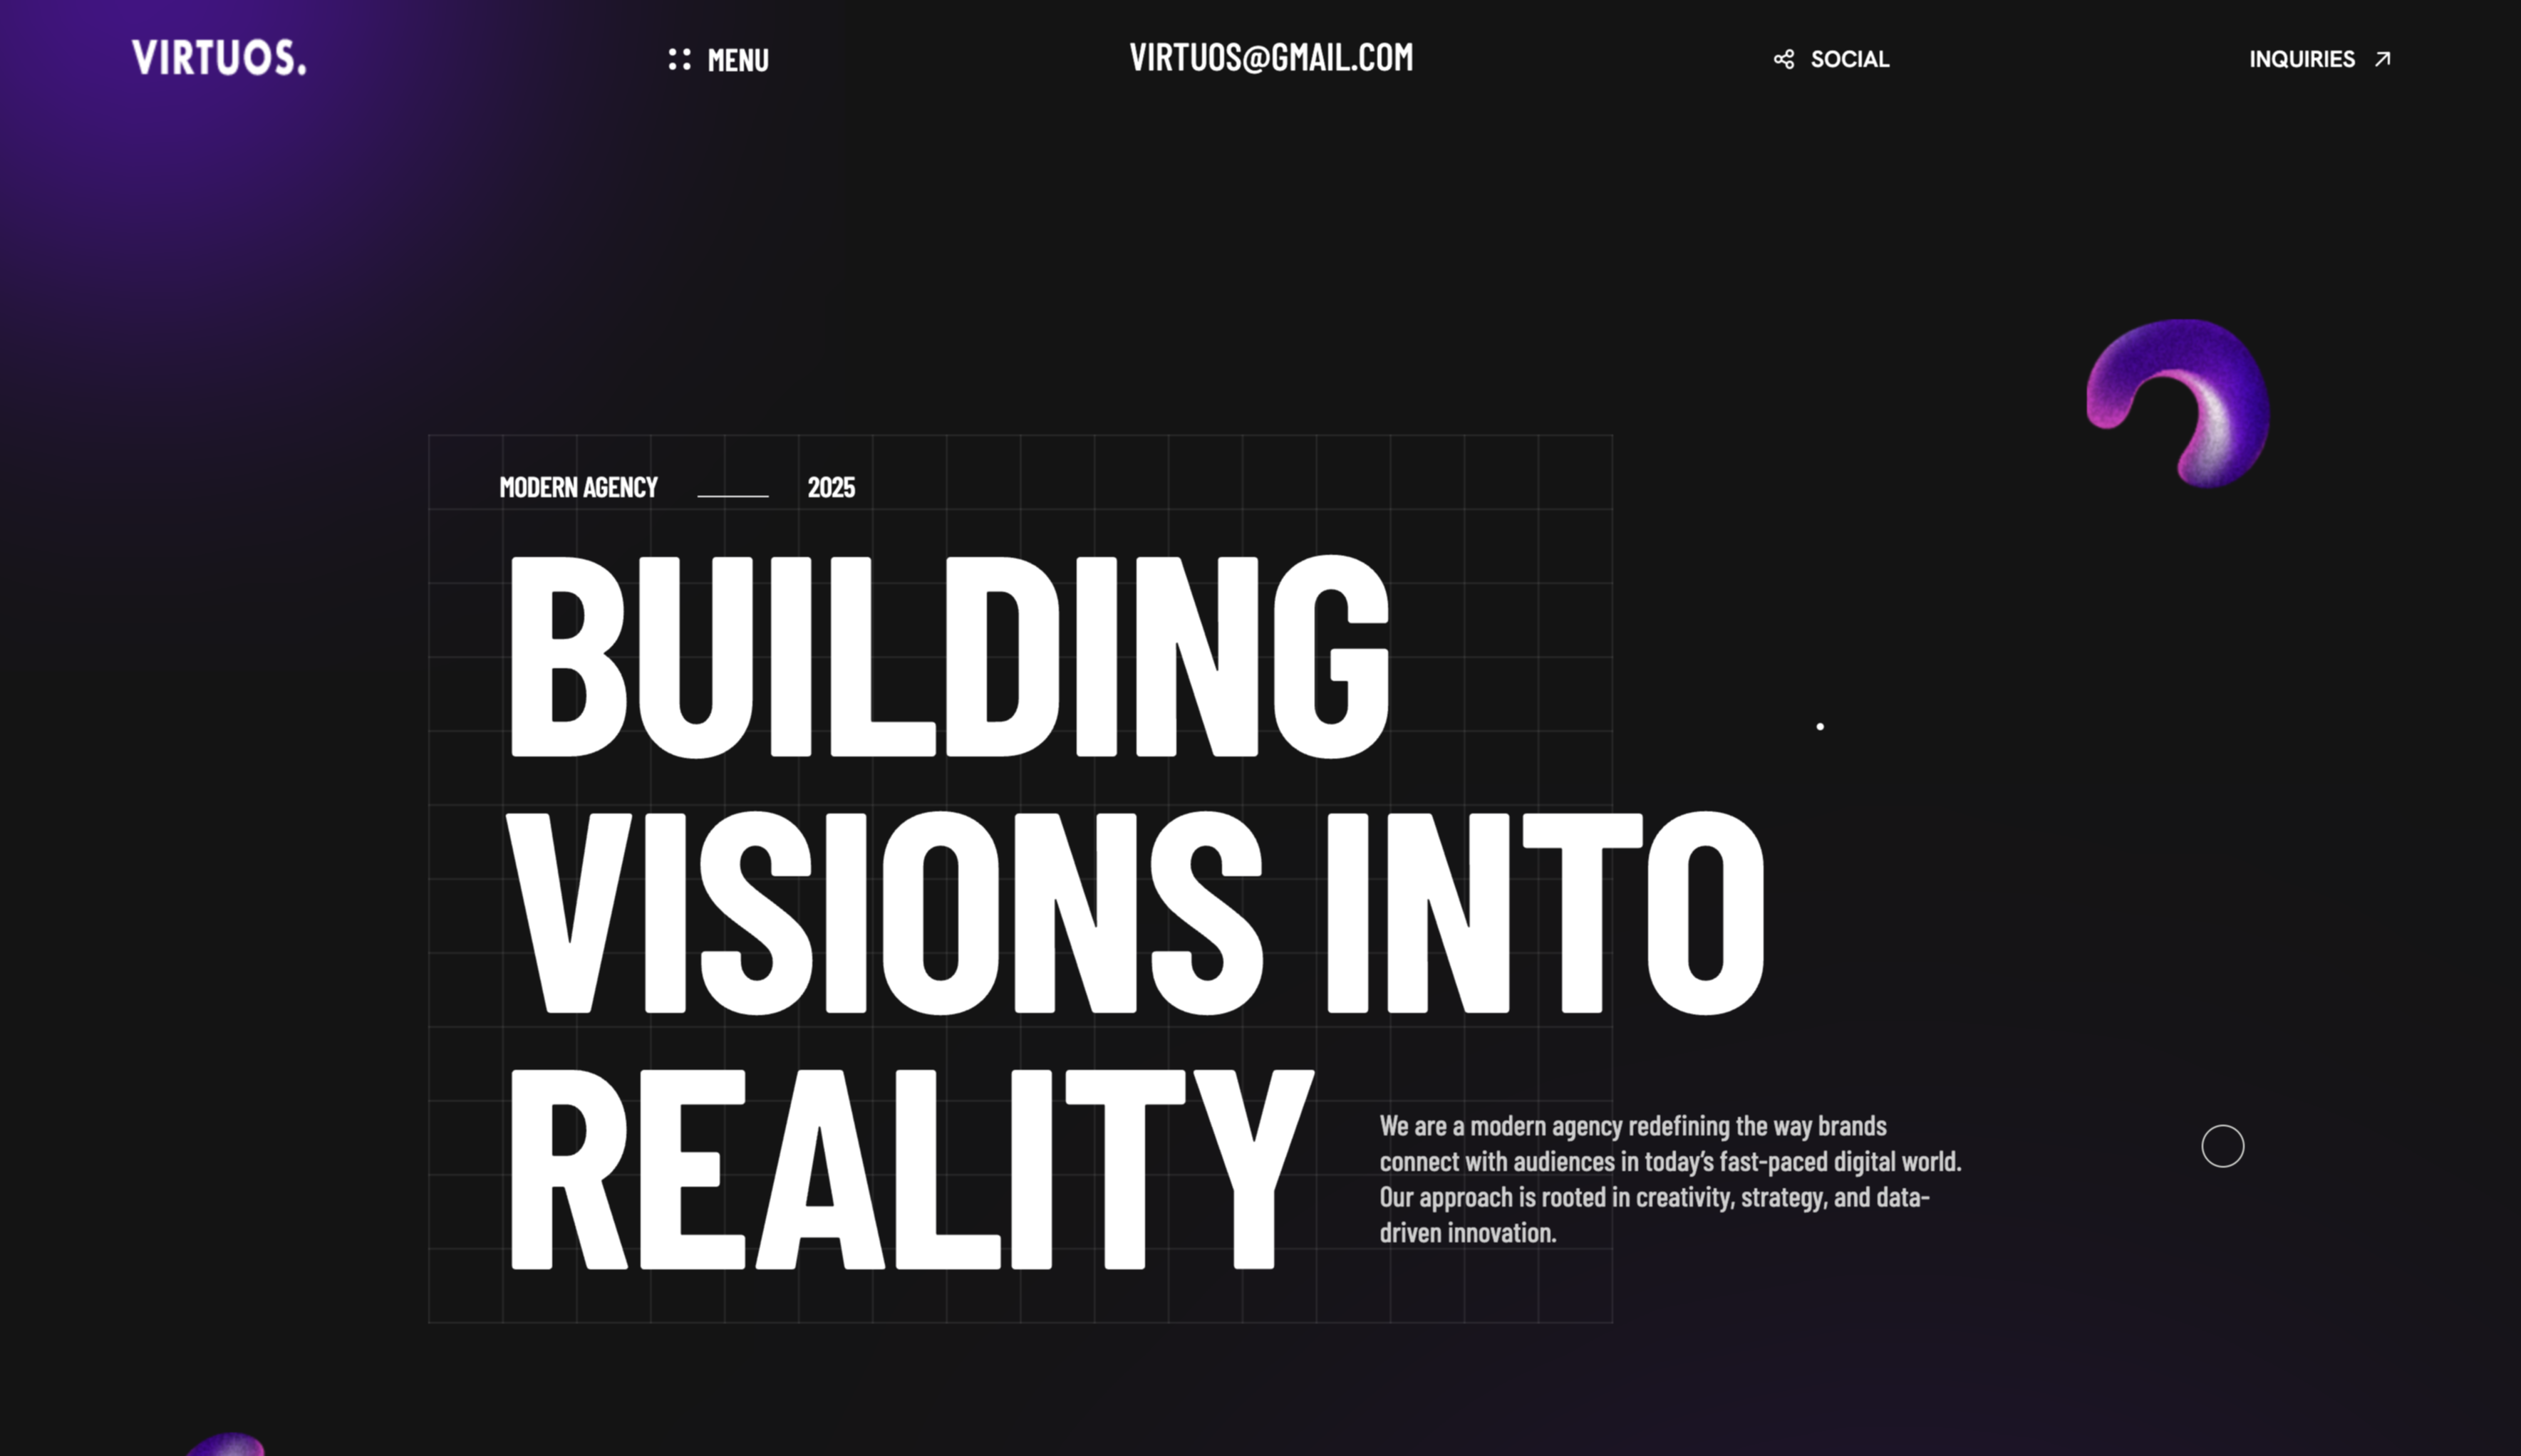 VIRTUOS.
MENU
VIRTUOS@GMAIL.COM
SOCIAL
INQUIRIES
MODERN AGENCY
2025
BUILDING
VISIONS INTO
REALITY
We are a modern agency redefining the way brands
connect with audiences in today’s fast-paced digital world.
Our approach is rooted in creativity, strategy, and data-
driven innovation.